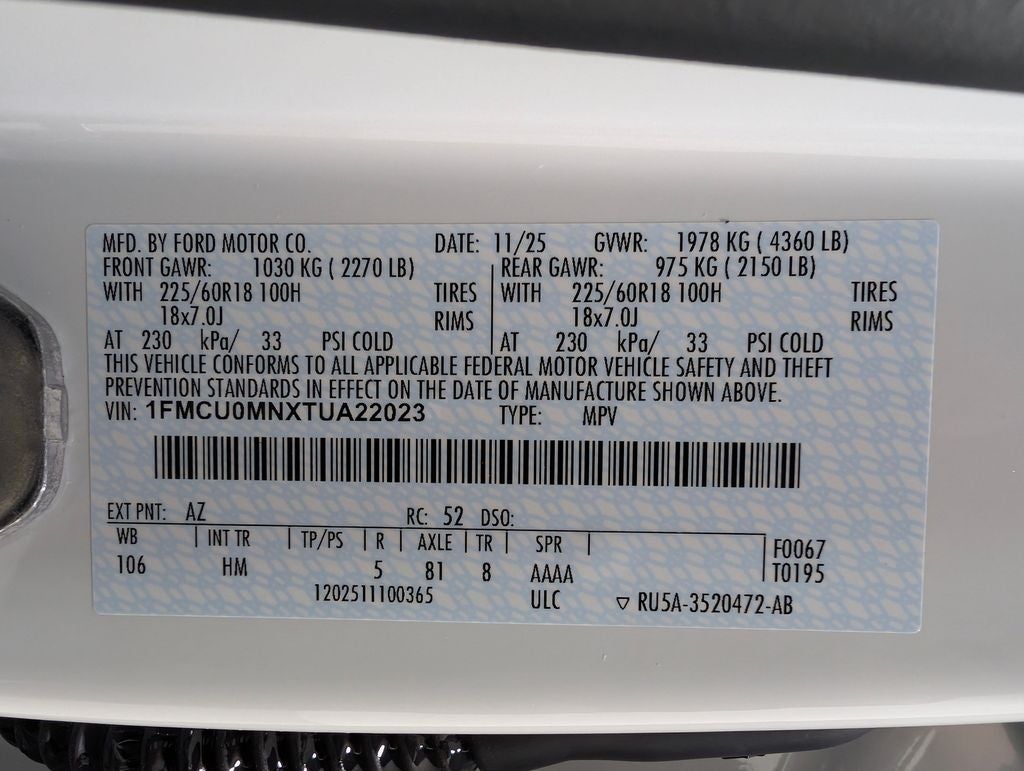 MFD. BY FORD MOTOR CO. DATE: 11/25 GVWR: 1978 KG ( 4360 LB)
FRONT GAWR: 1030 KG ( 2270 LB) REAR GAWR: 975 KG ( 2150 LB)
WITH 225/60R18 100H TIRES WITH 225/60R18 100H TIRES
18x7.0J RIMS 18x7.0J RIMS
AT 230 kPa/ 33 PSI COLD AT 230 kPa/ 33 PSI COLD
THIS VEHICLE CONFORMS TO ALL APPLICABLE FEDERAL MOTOR VEHICLE SAFETY AND THEFT
PREVENTION STANDARDS IN EFFECT ON THE DATE OF MANUFACTURE SHOWN ABOVE.
VIN: 1FMCU0MNXTUA22023 TYPE: MPV
EXT PNT: AZ RC: 52 DSO:
WB INT TR TP/PS R AXLE TR SPR F0067
106 HM 5 81 8 AAAA T0195
1202511100365 ULC ▽ RU5A-3520472-AB